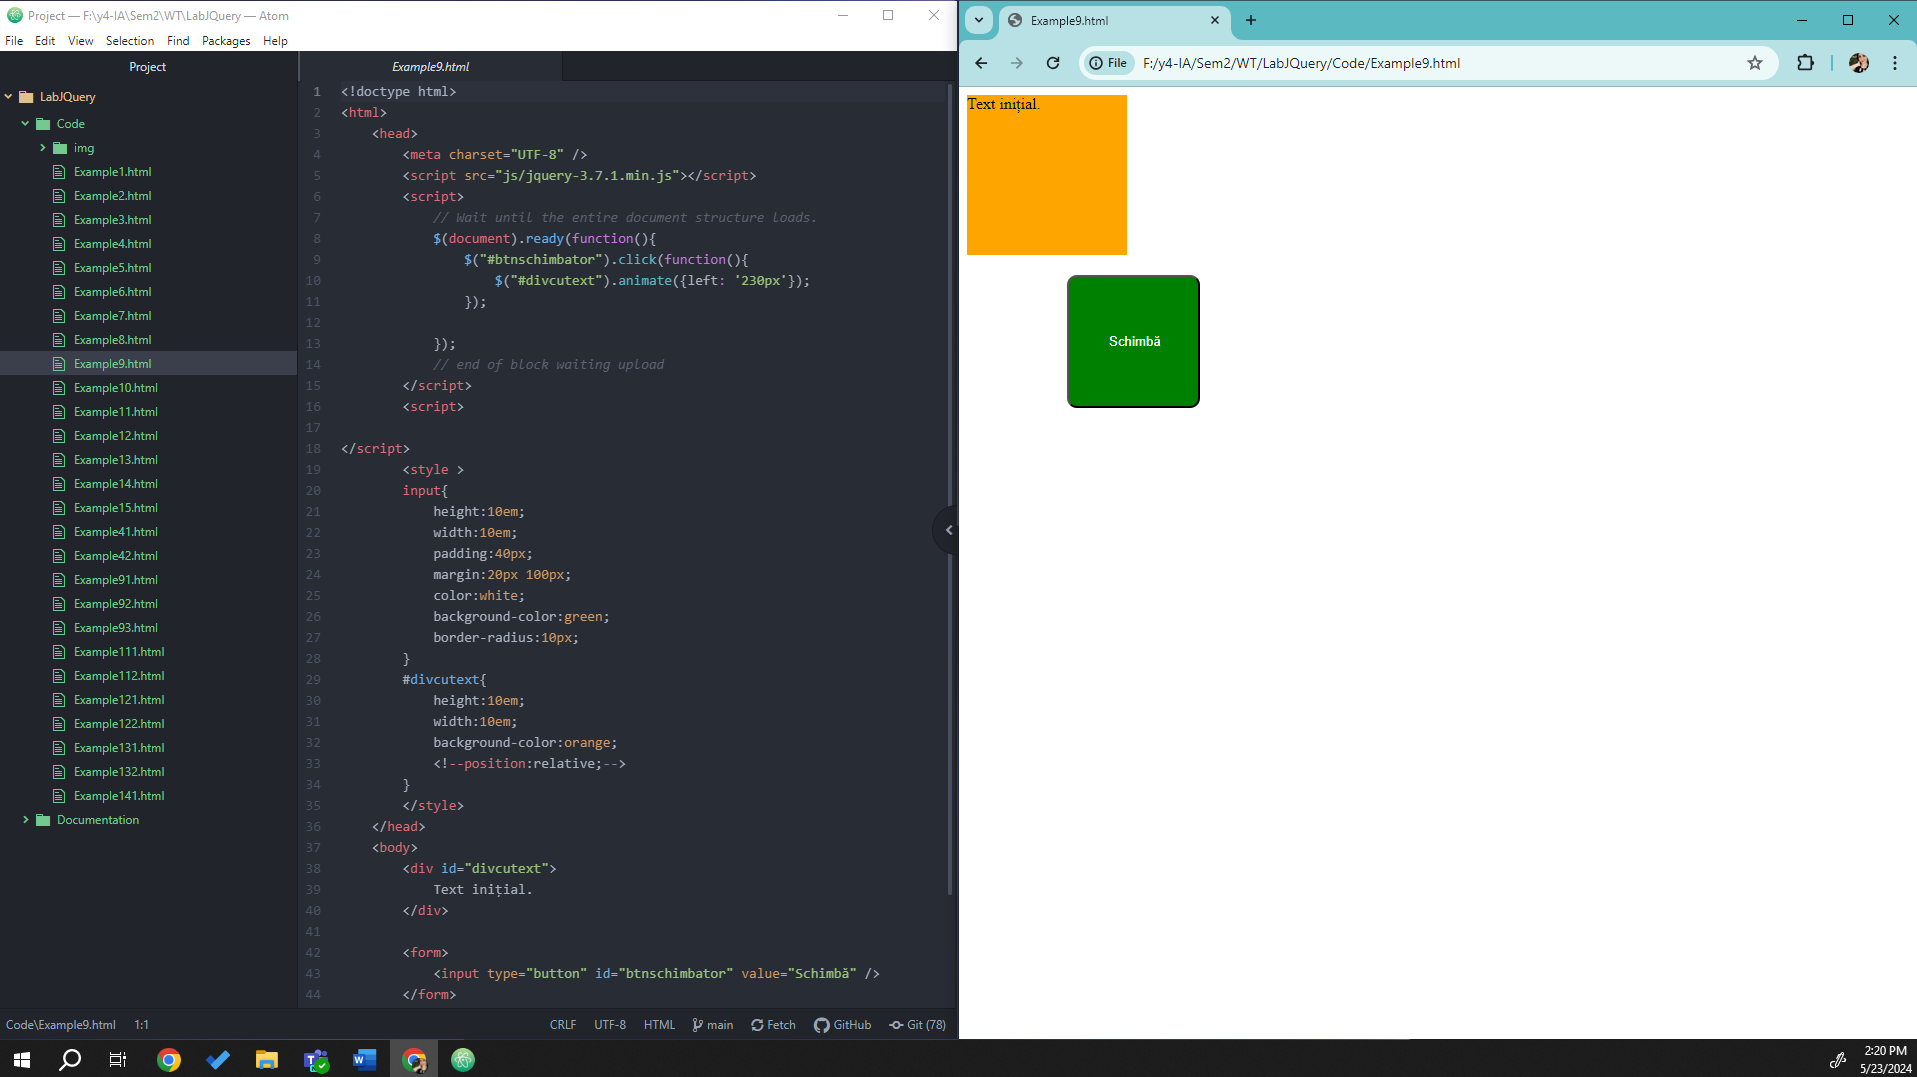 Project — F:\y4-IA\Sem2\WT\LabJQuery — Atom
File Edit View Selection Find Packages Help
Project
LabJQuery
Code
img
Example1.html
Example2.html
Example3.html
Example4.html
Example5.html
Example6.html
Example7.html
Example8.html
Example9.html
Example10.html
Example11.html
Example12.html
Example13.html
Example14.html
Example15.html
Example41.html
Example42.html
Example91.html
Example92.html
Example93.html
Example111.html
Example112.html
Example121.html
Example122.html
Example131.html
Example132.html
Example141.html
Documentation
Example9.html
1 <!doctype html>
2 <html>
3 <head>
4 <meta charset="UTF-8" />
5 <script src="js/jquery-3.7.1.min.js"></script>
6 <script>
7 // Wait until the entire document structure loads.
8 $(document).ready(function(){
9 $("#btnschimbator").click(function(){
10 $("#divcutext").animate({left: '230px'});
11 });
12
13 });
14 // end of block waiting upload
15 </script>
16 <script>
17
18 </script>
19 <style >
20 input{
21 height:10em;
22 width:10em;
23 padding:40px;
24 margin:20px 100px;
25 color:white;
26 background-color:green;
27 border-radius:10px;
28 }
29 #divcutext{
30 height:10em;
31 width:10em;
32 background-color:orange;
33 <!--position:relative;-->
34 }
35 </style>
36 </head>
37 <body>
38 <div id="divcutext">
39 Text inițial.
40 </div>
41
42 <form>
43 <input type="button" id="btnschimbator" value="Schimbă" />
44 </form>
Code\Example9.html 1:1 CRLF UTF-8 HTML main Fetch GitHub Git (78)
Example9.html
File F:/y4-IA/Sem2/WT/LabJQuery/Code/Example9.html
Text inițial.
Schimbă
2:20 PM
5/23/2024